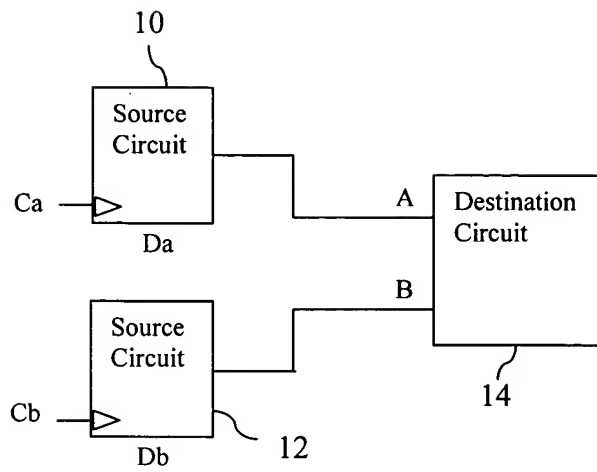 10
Source
Circuit
Ca
Da
A
Destination
Circuit
B
Source
Circuit
14
Cb
12
Db